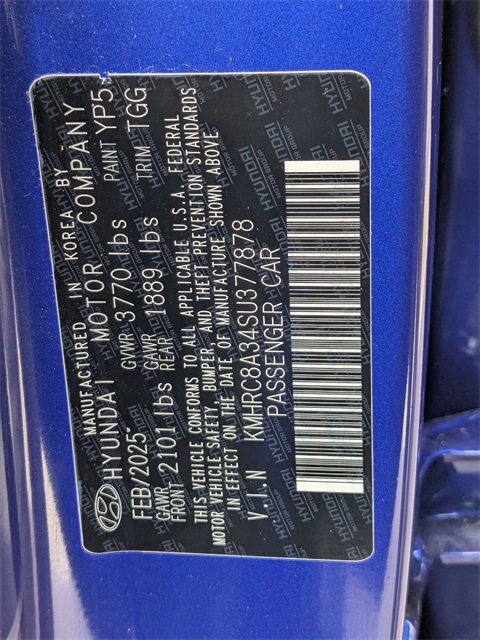 MANUFACTURED IN KOREA BY
HYUNDAI MOTOR COMPANY
FEB/2025 GVWR 3770 lbs PAINT YP5
GAWR FRONT 2101 lbs GAWR REAR 1889 lbs TRIM TGG
THIS VEHICLE CONFORMS TO ALL APPLICABLE U.S.A. FEDERAL
MOTOR VEHICLE SAFETY, BUMPER, AND THEFT PREVENTION STANDARDS
IN EFFECT ON THE DATE OF MANUFACTURE SHOWN ABOVE.
V.I.N KMHRC8A34SU377878
PASSENGER CAR